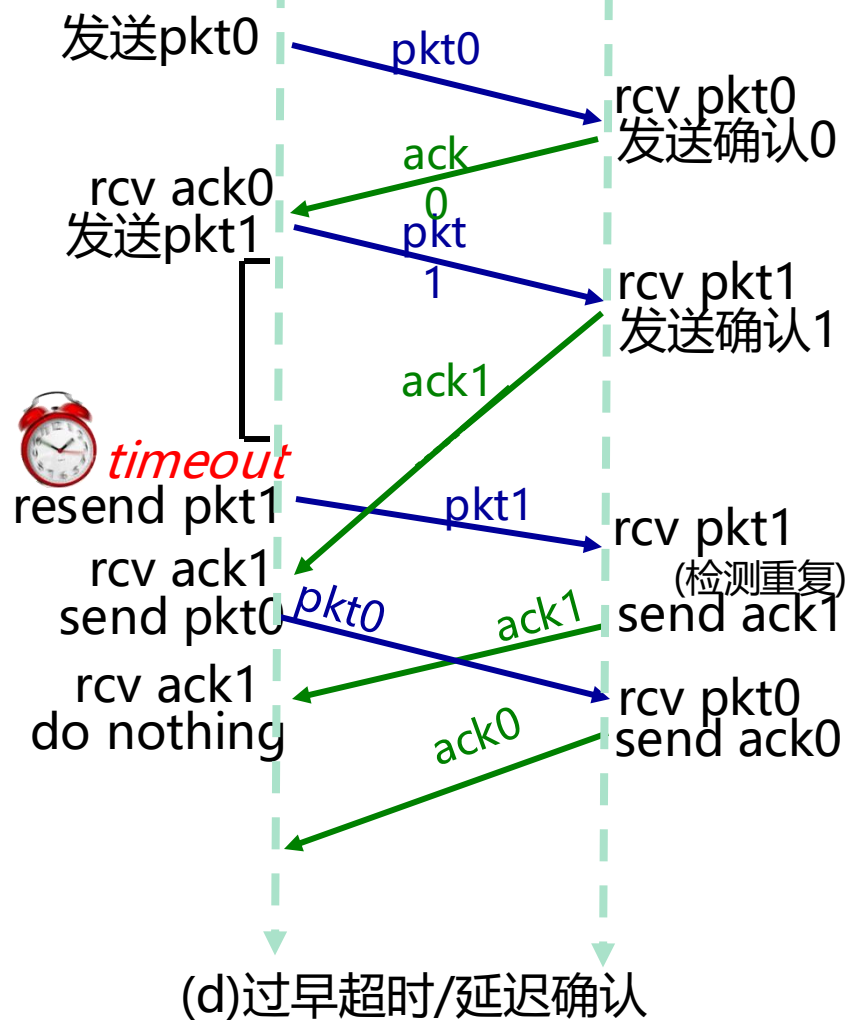 发送pkt0
pkt0
rcv pkt0
发送确认0
ack
0
rcv ack0
发送pkt1
pkt
1
rcv pkt1
发送确认1
ack1
timeout
resend pkt1
pkt1
rcv pkt1
(检测重复)
rcv ack1
send pkt0
pkt0
ack1
send ack1
rcv ack1
do nothing
rcv pkt0
send ack0
ack0
(d)过早超时/延迟确认